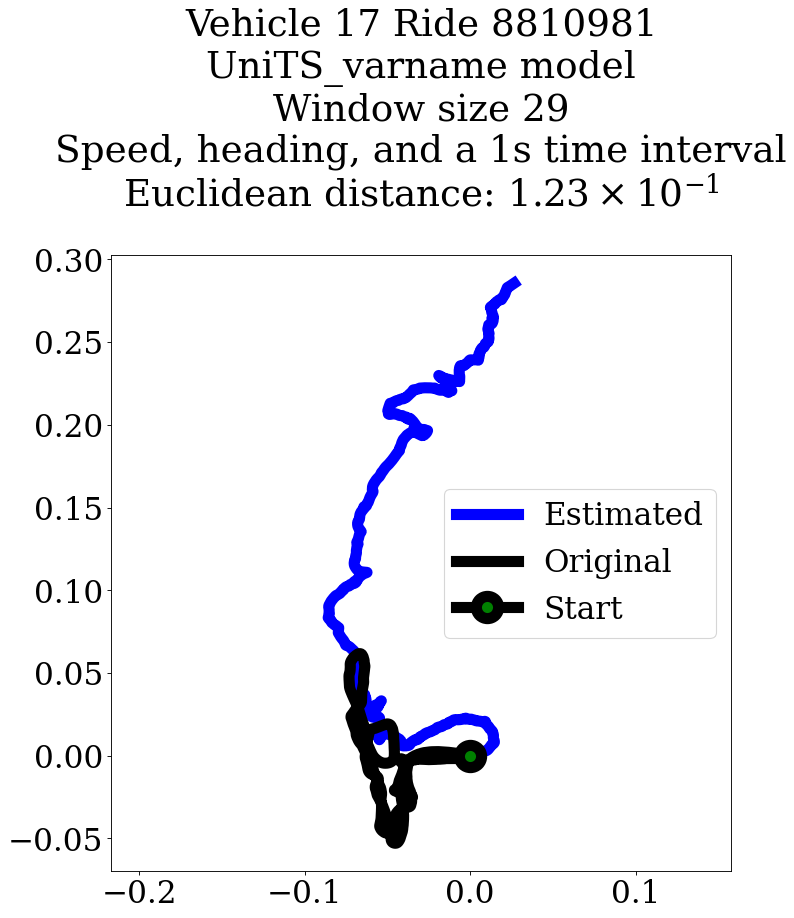 Vehicle 17 Ride 8810981
UniTS_varname model
Window size 29
Speed, heading, and a 1s time interval
Euclidean distance: 1.23 × 10⁻¹
0.30
0.25
0.20
0.15
0.10
0.05
0.00
−0.05
Estimated
Original
Start
−0.2
−0.1
0.0
0.1